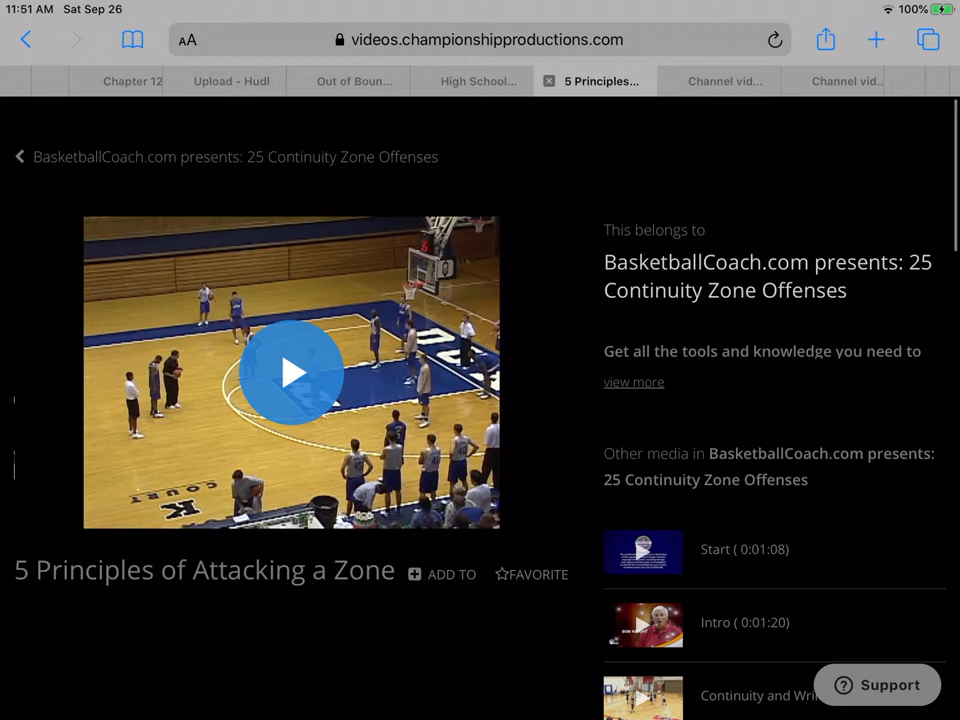 11:51 AM Sat Sep 26
100%
AA
videos.championshipproductions.com
Chapter 12
Upload - Hudl
Out of Boun...
High School...
5 Principles...
Channel vid...
Channel vid..
BasketballCoach.com presents: 25 Continuity Zone Offenses
COURT
K
35
5 Principles of Attacking a Zone
ADD TO
FAVORITE
This belongs to
BasketballCoach.com presents: 25
Continuity Zone Offenses
Get all the tools and knowledge you need to
view more
Other media in BasketballCoach.com presents:
25 Continuity Zone Offenses
Start ( 0:01:08)
Intro ( 0:01:20)
BOB KNIGHT
Continuity and Wri
Support